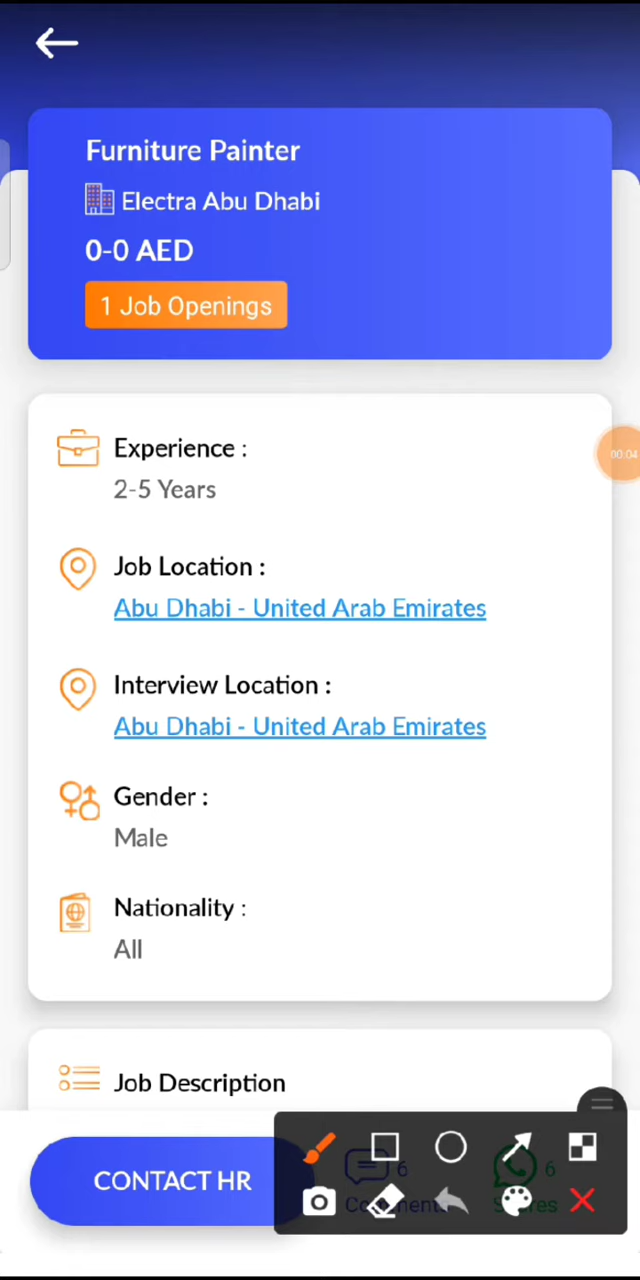 Furniture Painter
Electra Abu Dhabi
0-0 AED
1 Job Openings
Experience :
2-5 Years
00:04
Job Location :
Abu Dhabi - United Arab Emirates
Interview Location :
Abu Dhabi - United Arab Emirates
Gender :
Male
Nationality :
All
Job Description
CONTACT HR
6
6